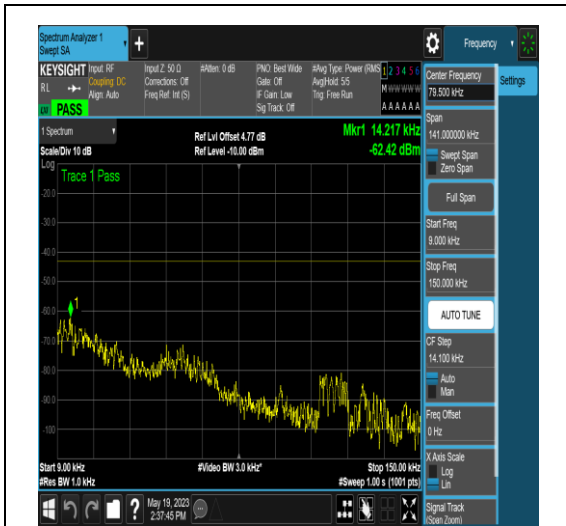 Spectrum Analyzer 1
Swept SA
Frequency
KEYSIGHT
RL
PASS
Input: RF
Coupling: DC
Align: Auto
Input Z: 50 Ω
Corrections: Off
Freq Ref: Int (S)
#Atten: 0 dB
PNO: Best Wide
Gate: Off
IF Gain: Low
Sig Track: Off
#Avg Type: Power (RMS
Avg|Hold: 5/5
Trig: Free Run
1 2 3 4 5 6
M W W W W W
A A A A A A
1 Spectrum
Scale/Div 10 dB
Ref Lvl Offset 4.77 dB
Ref Level -10.00 dBm
Mkr1 14.217 kHz
-62.42 dBm
Log
Trace 1 Pass
-20.0
-30.0
-40.0
-50.0
-60.0
-70.0
-80.0
-90.0
-100
1
Start 9.00 kHz
#Res BW 1.0 kHz
#Video BW 3.0 kHz*
Stop 150.00 kHz
#Sweep 1.00 s (1001 pts)
May 19, 2023
2:37:45 PM
Center Frequency
79.500 kHz
Settings
Span
141.000000 kHz
Swept Span
Zero Span
Full Span
Start Freq
9.000 kHz
Stop Freq
150.000 kHz
AUTO TUNE
CF Step
14.100 kHz
Auto
Man
Freq Offset
0 Hz
X Axis Scale
Log
Lin
Signal Track
(Span Zoom)